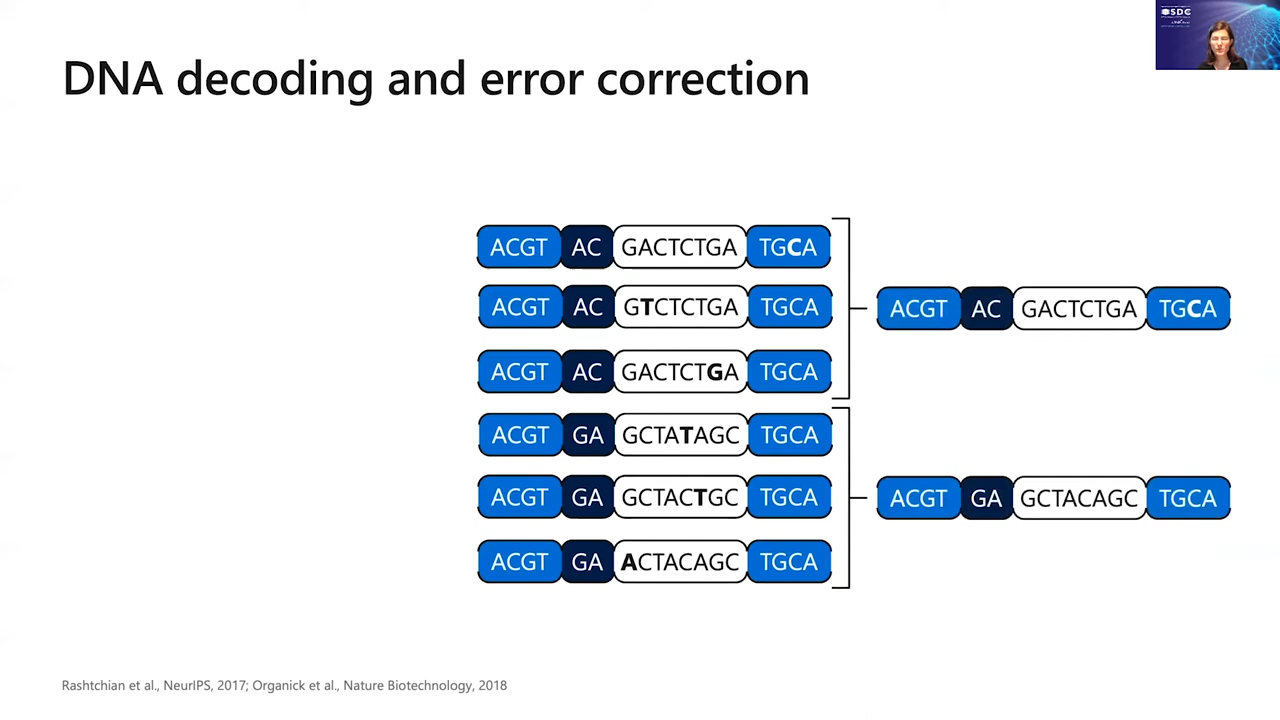 SDC
DNA decoding and error correction
ACGT AC GACTCTGA TGCA
ACGT AC GTCTCTGA TGCA
ACGT AC GACTCTGA TGCA
ACGT GA GCTATAGC TGCA
ACGT GA GCTACTGC TGCA
ACGT GA ACTACAGC TGCA
ACGT AC GACTCTGA TGCA
ACGT GA GCTACAGC TGCA
Rashtchian et al., NeurIPS, 2017; Organick et al., Nature Biotechnology, 2018